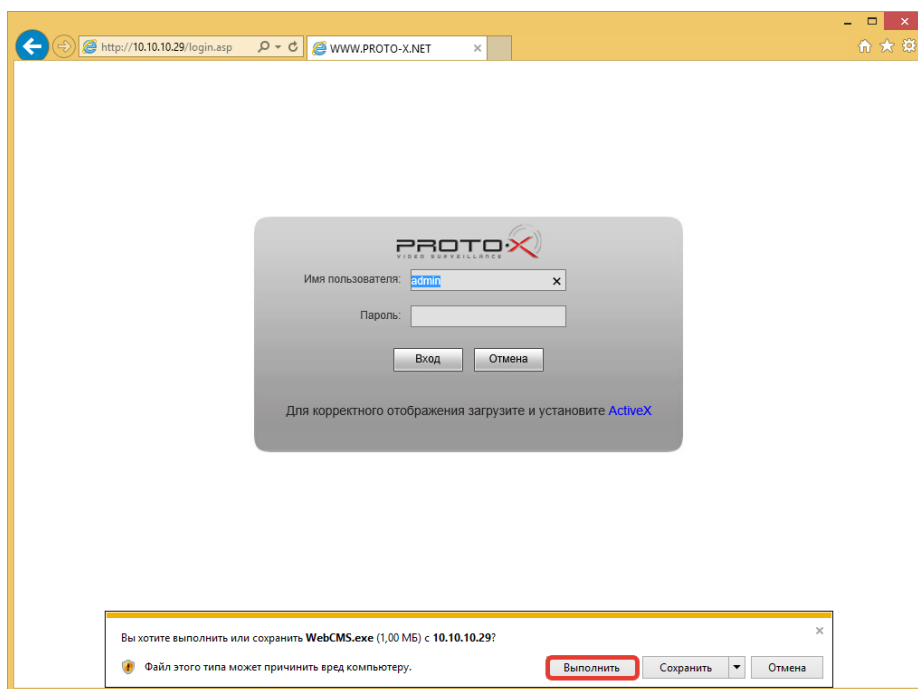 http://10.10.10.29/login.asp
WWW.PROTO-X.NET
PROTO-X
VIDEO SURVEILLANCE
Имя пользователя: admin
Пароль:
Вход Отмена
Для корректного отображения загрузите и установите ActiveX
Вы хотите выполнить или сохранить WebCMS.exe (1,00 МБ) с 10.10.10.29?
Файл этого типа может причинить вред компьютеру.
Выполнить Сохранить Отмена